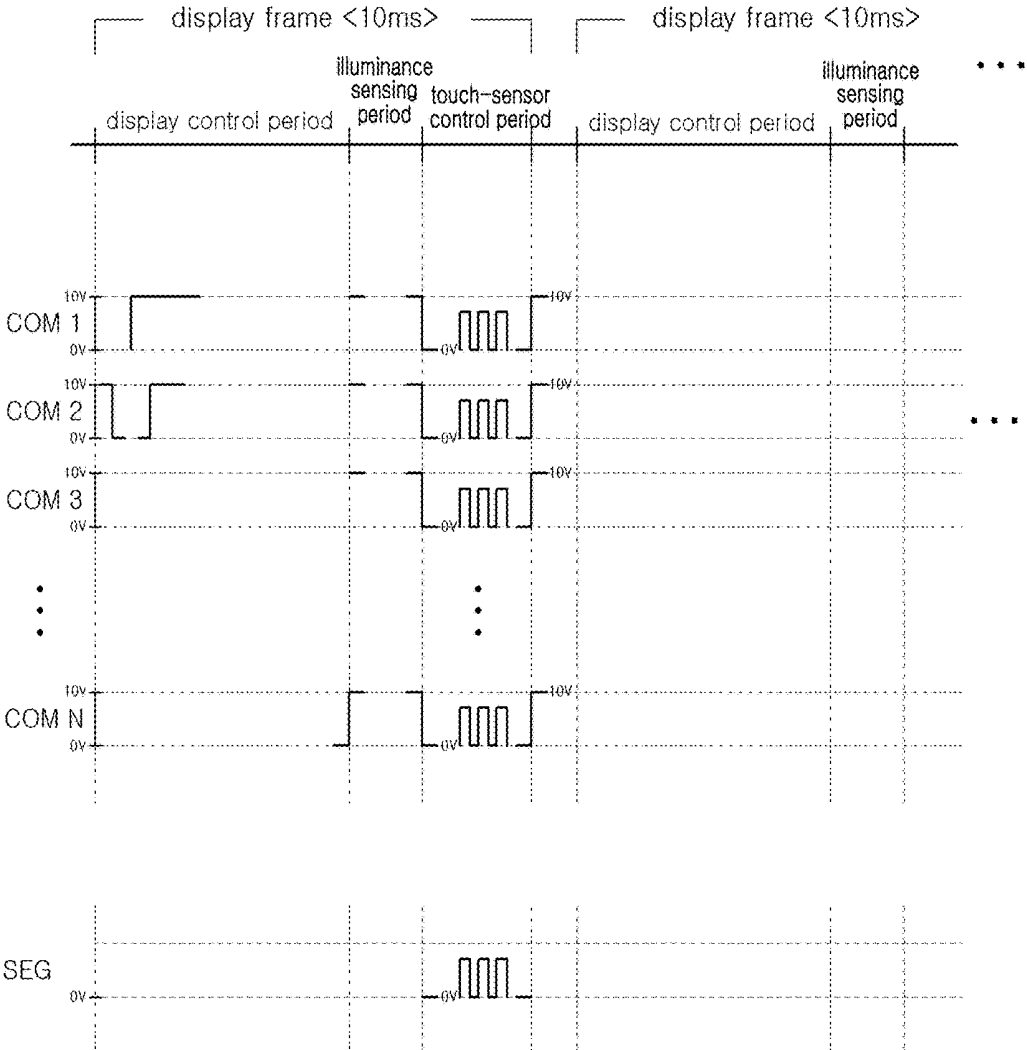 display frame <10ms> display frame <10ms>
illuminance sensing period
touch-sensor control period
display control period
illuminance sensing period
display control period
COM 1
10V
0V
0V
10V
COM 2
10V
0V
0V
10V
COM 3
10V
0V
0V
10V
COM N
10V
0V
0V
10V
SEG
0V
0V